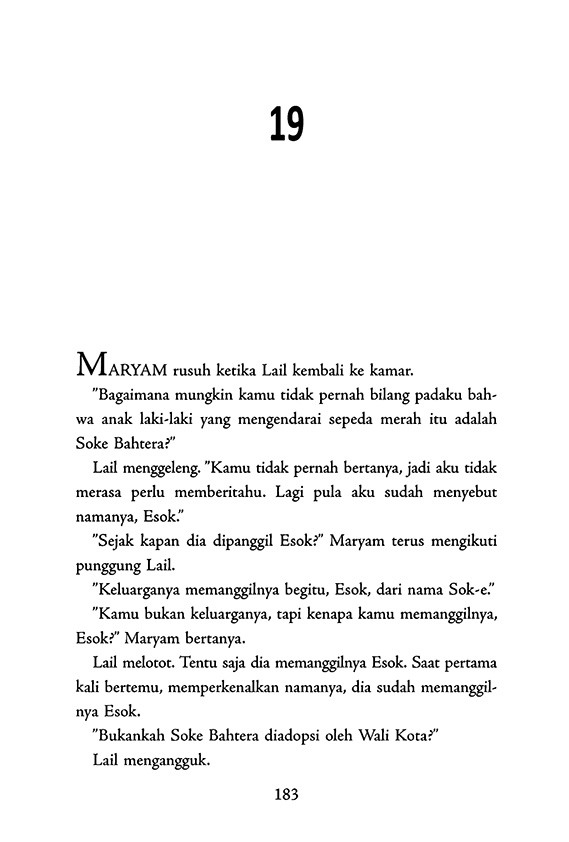 19
MARYAM rusuh ketika Lail kembali ke kamar.
”Bagaimana mungkin kamu tidak pernah bilang padaku bah-
wa anak laki-laki yang mengendarai sepeda merah itu adalah
Soke Bahtera?”
Lail menggeleng. ”Kamu tidak pernah bertanya, jadi aku tidak
merasa perlu memberitahu. Lagi pula aku sudah menyebut
namanya, Esok.”
”Sejak kapan dia dipanggil Esok?” Maryam terus mengikuti
punggung Lail.
”Keluarganya memanggilnya begitu, Esok, dari nama Sok-e.”
”Kamu bukan keluarganya, tapi kenapa kamu memanggilnya,
Esok?” Maryam bertanya.
Lail melotot. Tentu saja dia memanggilnya Esok. Saat pertama
kali bertemu, memperkenalkan namanya, dia sudah memanggil-
nya Esok.
”Bukankah Soke Bahtera diadopsi oleh Wali Kota?”
Lail mengangguk.
183